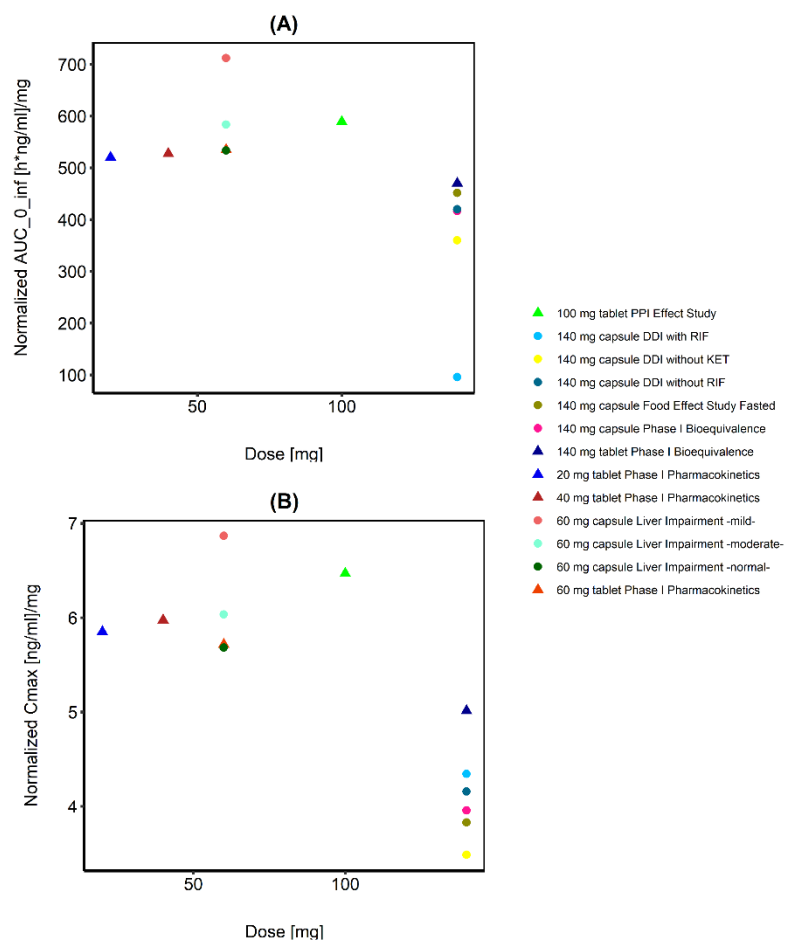 (A)
Normalized AUC_0_inf [h*ng/ml]/mg
700
600
500
400
300
200
100
50
100
Dose [mg]
100 mg tablet PPI Effect Study
140 mg capsule DDI with RIF
140 mg capsule DDI without KET
140 mg capsule DDI without RIF
140 mg capsule Food Effect Study Fasted
140 mg capsule Phase I Bioequivalence
140 mg tablet Phase I Bioequivalence
20 mg tablet Phase I Pharmacokinetics
40 mg tablet Phase I Pharmacokinetics
60 mg capsule Liver Impairment -mild-
60 mg capsule Liver Impairment -moderate-
60 mg capsule Liver Impairment -normal-
60 mg tablet Phase I Pharmacokinetics
(B)
Normalized Cmax [ng/ml]/mg
7
6
5
4
50
100
Dose [mg]